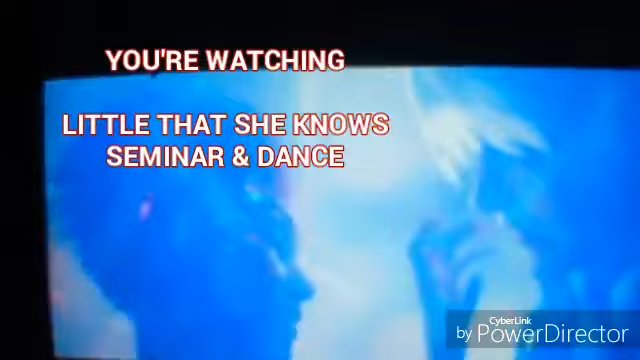 YOU'RE WATCHING
LITTLE THAT SHE KNOWS
SEMINAR & DANCE
CyberLink
by PowerDirector